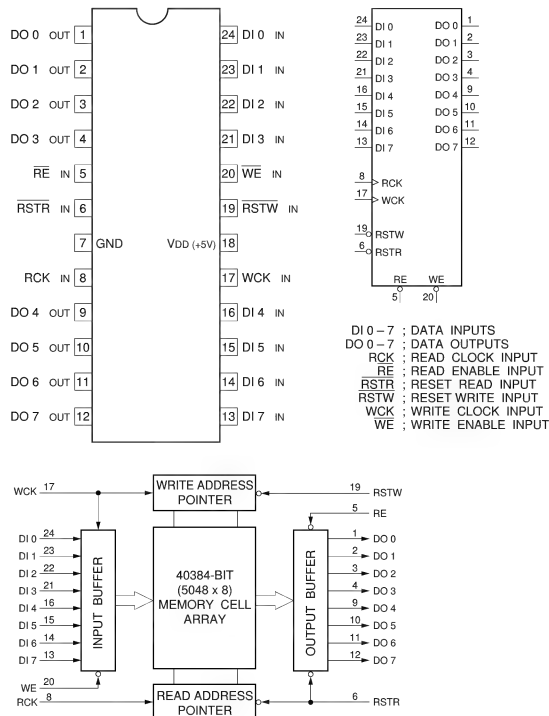 DO 0 OUT 1 24 DI 0 IN
DO 1 OUT 2 23 DI 1 IN
DO 2 OUT 3 22 DI 2 IN
DO 3 OUT 4 21 DI 3 IN
RE IN 5 20 WE IN
RSTR IN 6 19 RSTW IN
7 GND VDD (+5V) 18
RCK IN 8 17 WCK IN
DO 4 OUT 9 16 DI 4 IN
DO 5 OUT 10 15 DI 5 IN
DO 6 OUT 11 14 DI 6 IN
DO 7 OUT 12 13 DI 7 IN
24 DI 0 DO 0 1
23 DI 1 DO 1 2
22 DI 2 DO 2 3
21 DI 3 DO 3 4
16 DI 4 DO 4 9
15 DI 5 DO 5 10
14 DI 6 DO 6 11
13 DI 7 DO 7 12
8 RCK
17 WCK
19 RSTW
6 RSTR
RE WE
5 20
DI 0 – 7 ; DATA INPUTS
DO 0 – 7 ; DATA OUTPUTS
RCK ; READ CLOCK INPUT
RE ; READ ENABLE INPUT
RSTR ; RESET READ INPUT
RSTW ; RESET WRITE INPUT
WCK ; WRITE CLOCK INPUT
WE ; WRITE ENABLE INPUT
WCK 17
WRITE ADDRESS
POINTER
19 RSTW
5 RE
DI 0 24
DI 1 23
DI 2 22
DI 3 21
DI 4 16
DI 5 15
DI 6 14
DI 7 13
INPUT BUFFER
40384-BIT
(5048 x 8)
MEMORY CELL
ARRAY
OUTPUT BUFFER
1 DO 0
2 DO 1
3 DO 2
4 DO 3
9 DO 4
10 DO 5
11 DO 6
12 DO 7
WE 20
RCK 8
READ ADDRESS
POINTER
6 RSTR